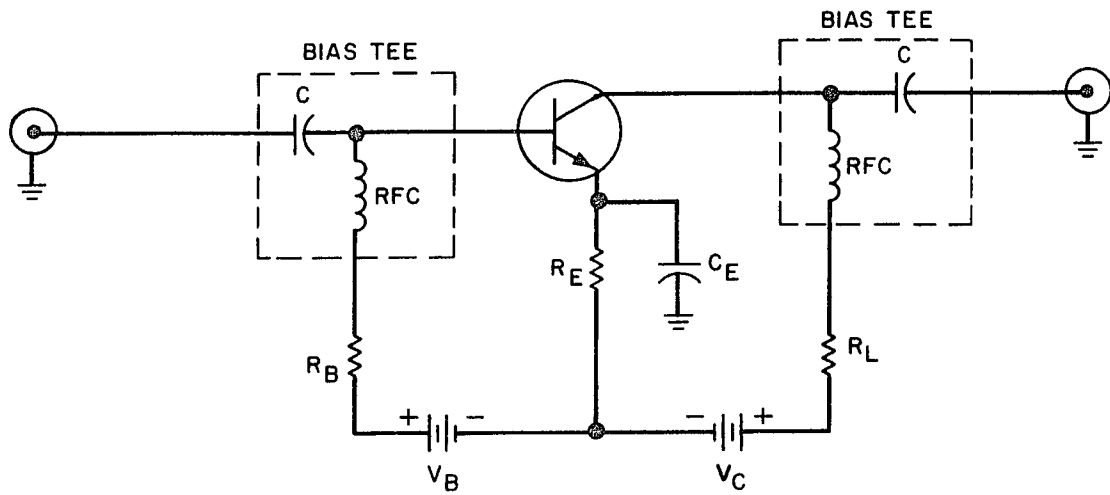 BIAS TEE
BIAS TEE
C
C
RFC
RFC
R_E
C_E
R_B
R_L
+ -
- +
V_B
V_C